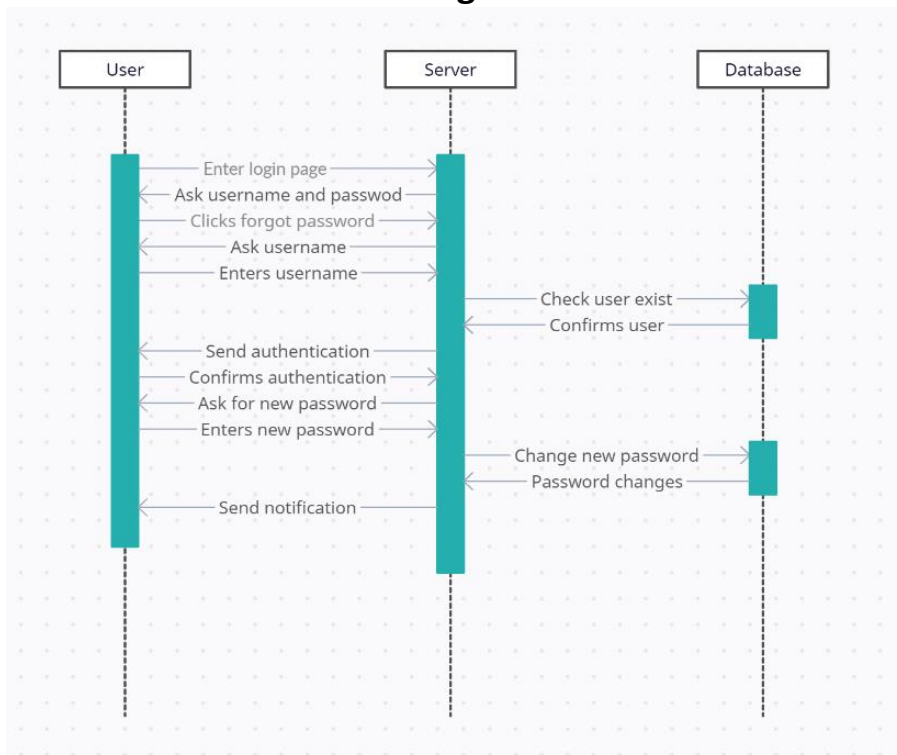 User
Server
Database
Enter login page
Ask username and passwod
Clicks forgot password
Ask username
Enters username
Check user exist
Confirms user
Send authentication
Confirms authentication
Ask for new password
Enters new password
Change new password
Password changes
Send notification